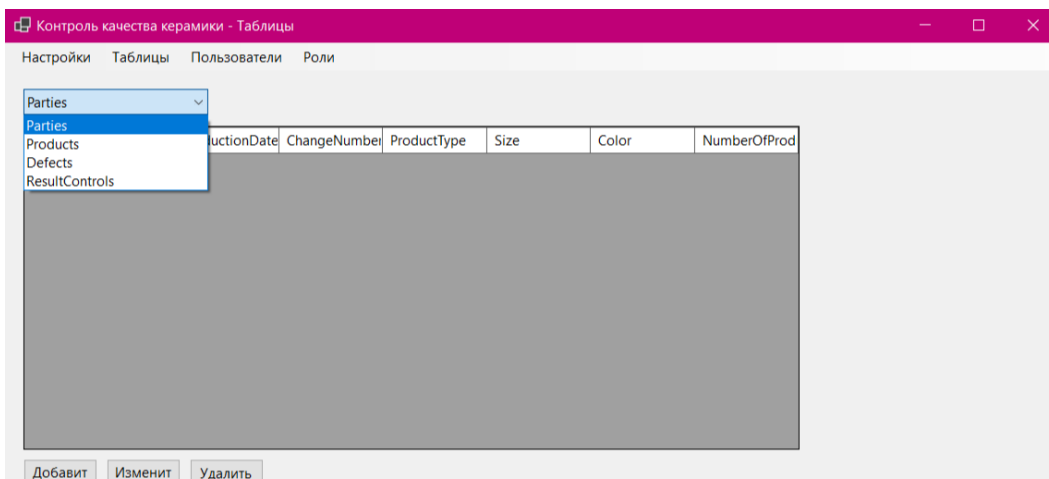 Контроль качества керамики - Таблицы
Настройки Таблицы Пользователи Роли
Parties
Parties
Products
Defects
ResultControls
uctionDate ChangeNumber ProductType Size Color NumberOfProd
Добавит Изменит Удалить